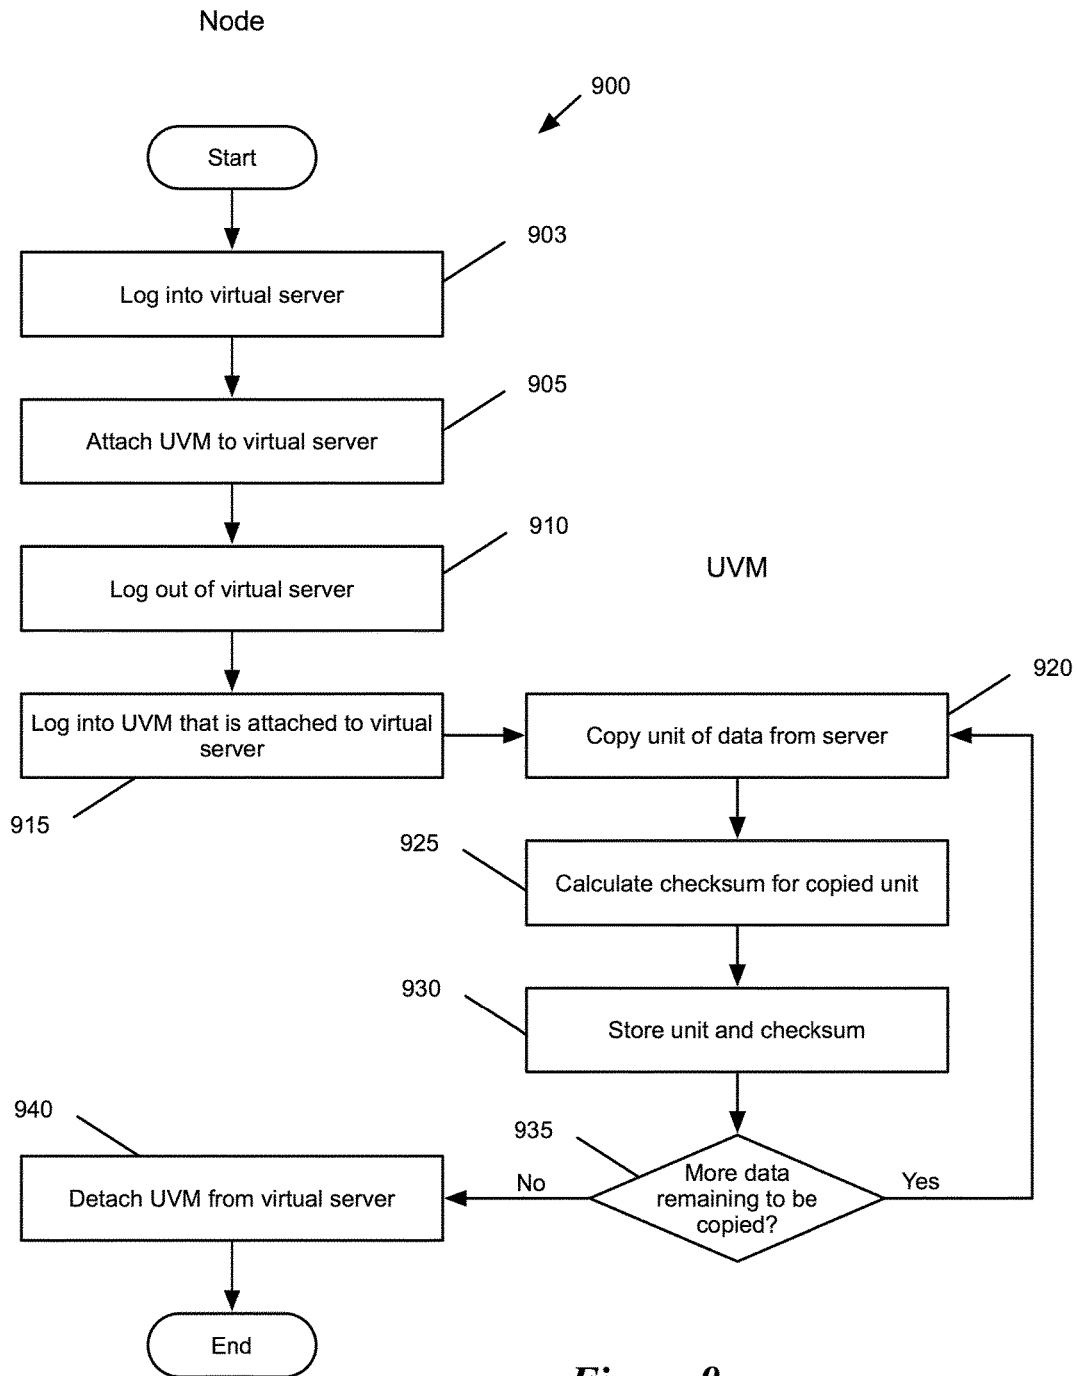 Node
900
Start
903
Log into virtual server
905
Attach UVM to virtual server
910
Log out of virtual server
UVM
Log into UVM that is attached to virtual
server
915
920
Copy unit of data from server
925
Calculate checksum for copied unit
930
Store unit and checksum
935
More data
remaining to be
copied?
Yes
No
940
Detach UVM from virtual server
End